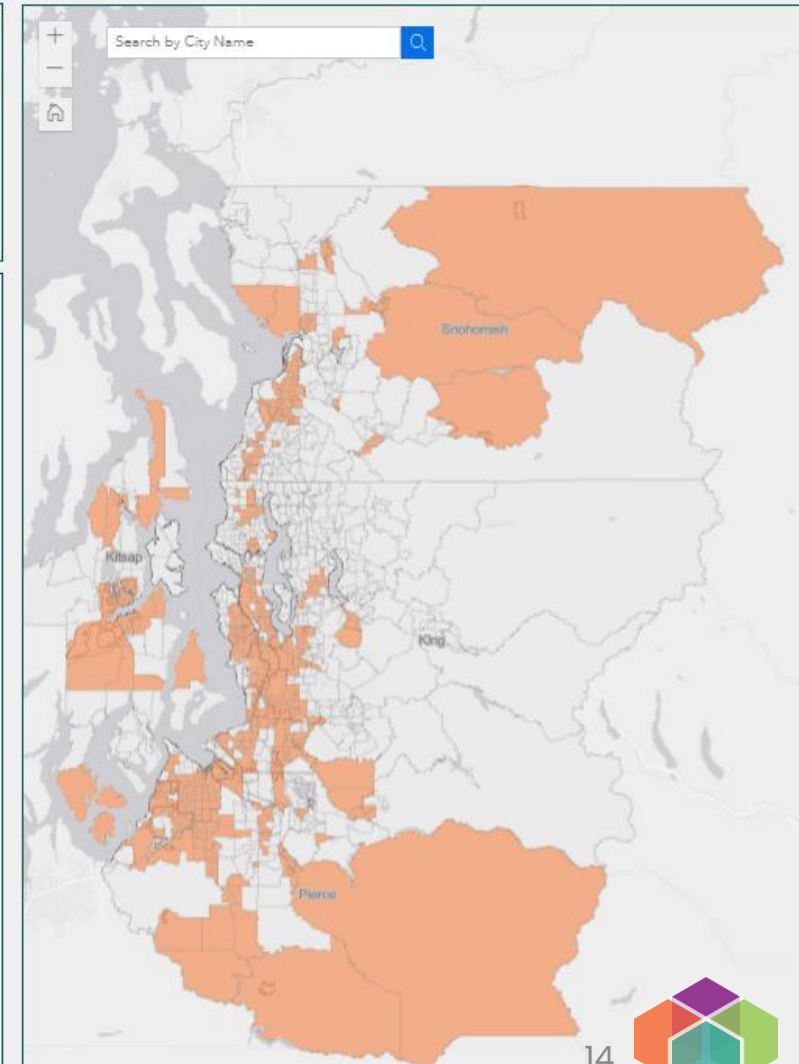 +
Search by City Name
−
Snohomish
Kitsap
King
Pierce
14